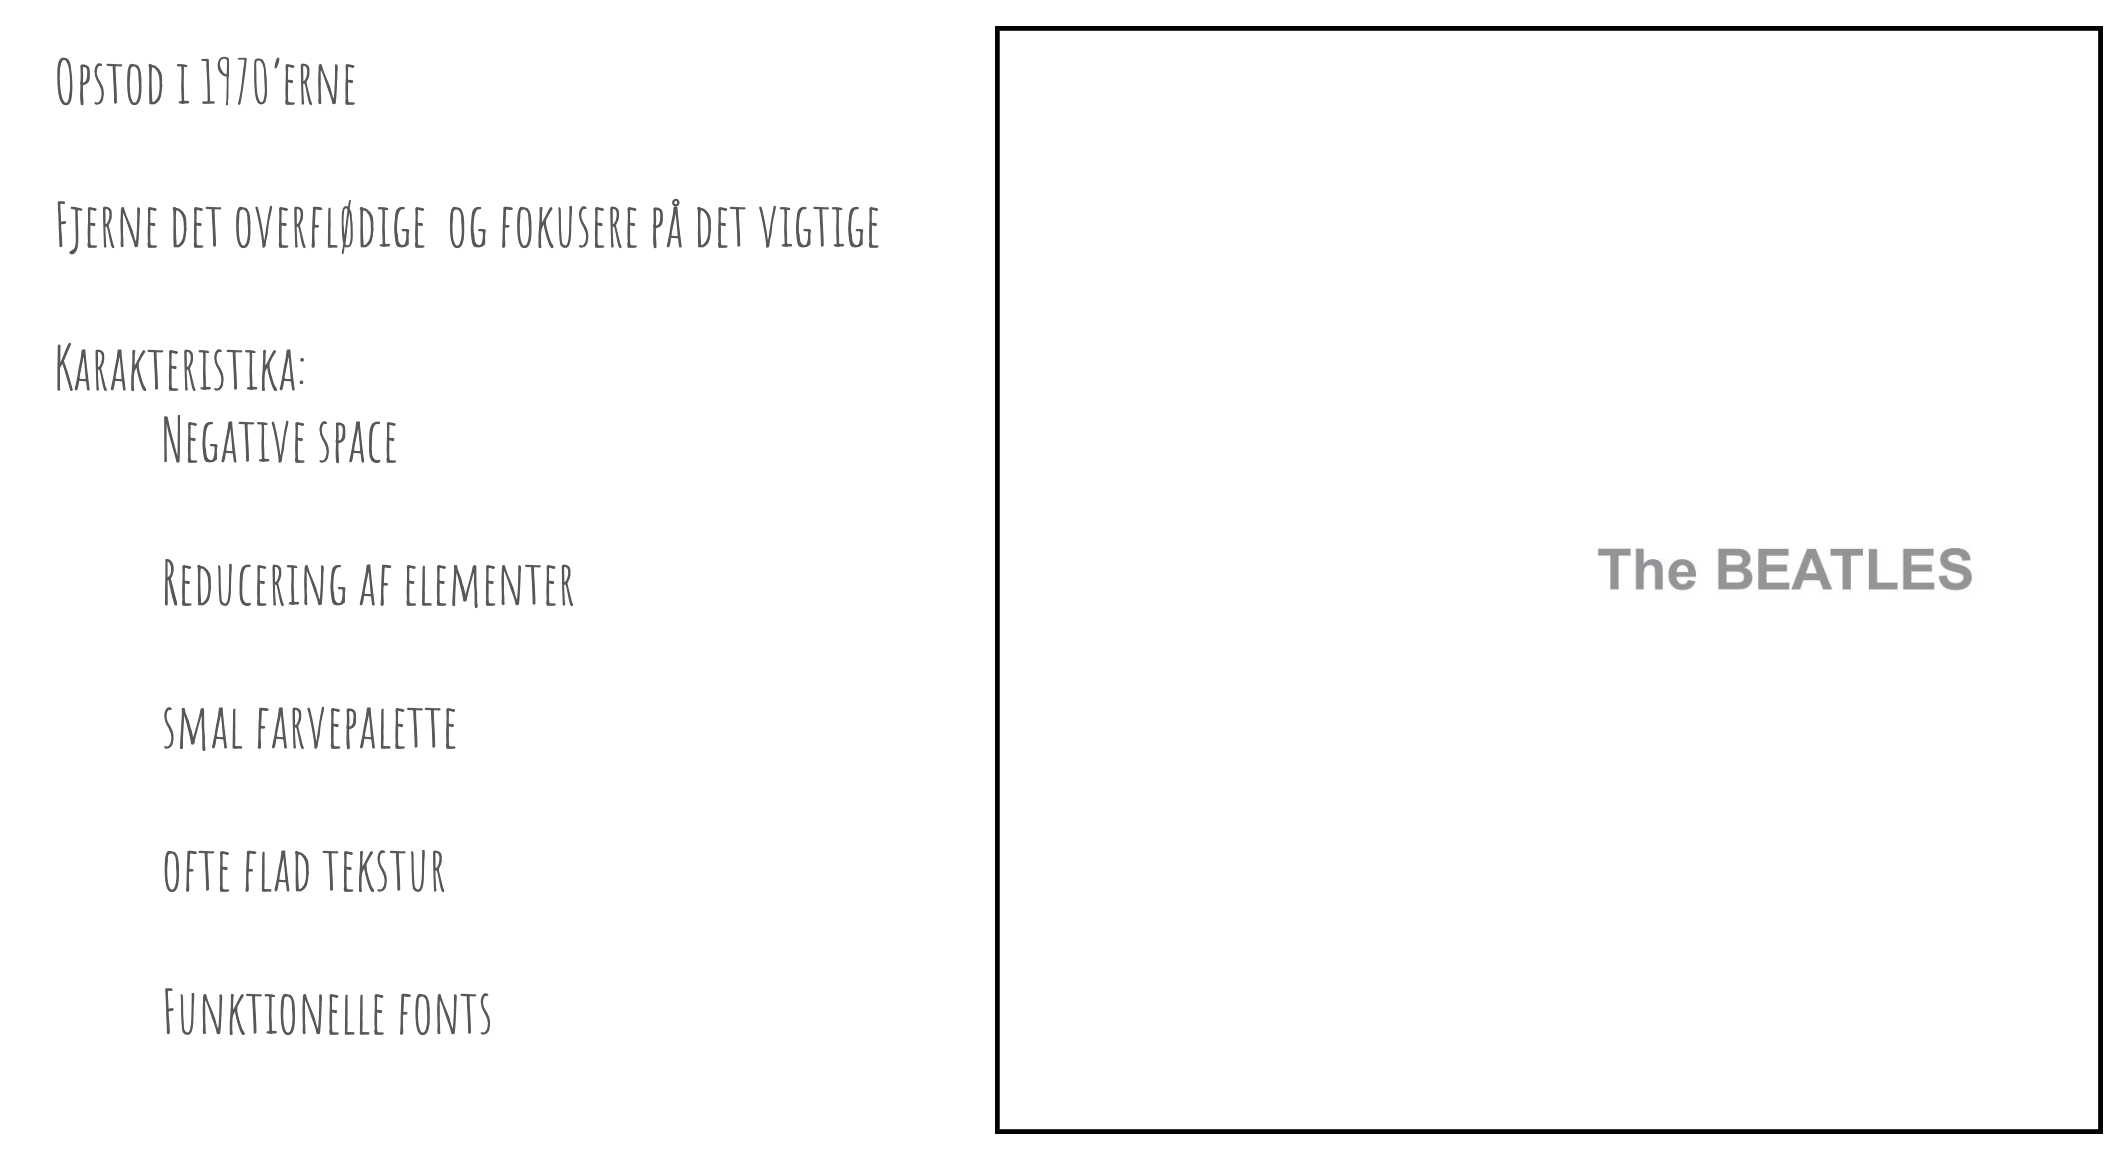 Opstod i 1970'erne
Fjerne det overflødige og fokusere på det vigtige
Karakteristika:
Negative space
Reducering af elementer
smal farvepalette
ofte flad tekstur
Funktionelle fonts
The BEATLES